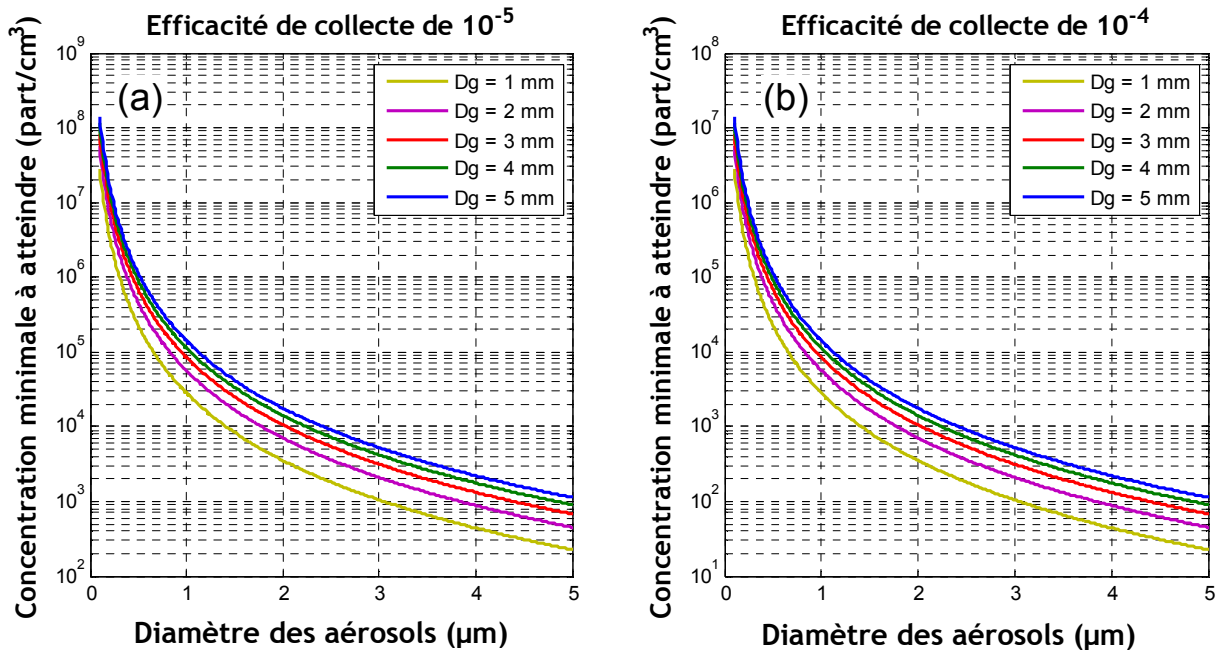 Efficacité de collecte de 10⁻⁵
Concentration minimale à atteindre (part/cm³)
10⁹
10⁸
10⁷
10⁶
10⁵
10⁴
10³
10²
(a)
Dg = 1 mm
Dg = 2 mm
Dg = 3 mm
Dg = 4 mm
Dg = 5 mm
0 1 2 3 4 5
Diamètre des aérosols (µm)
Efficacité de collecte de 10⁻⁴
Concentration minimale à atteindre (part/cm³)
10⁸
10⁷
10⁶
10⁵
10⁴
10³
10²
10¹
(b)
Dg = 1 mm
Dg = 2 mm
Dg = 3 mm
Dg = 4 mm
Dg = 5 mm
0 1 2 3 4 5
Diamètre des aérosols (µm)